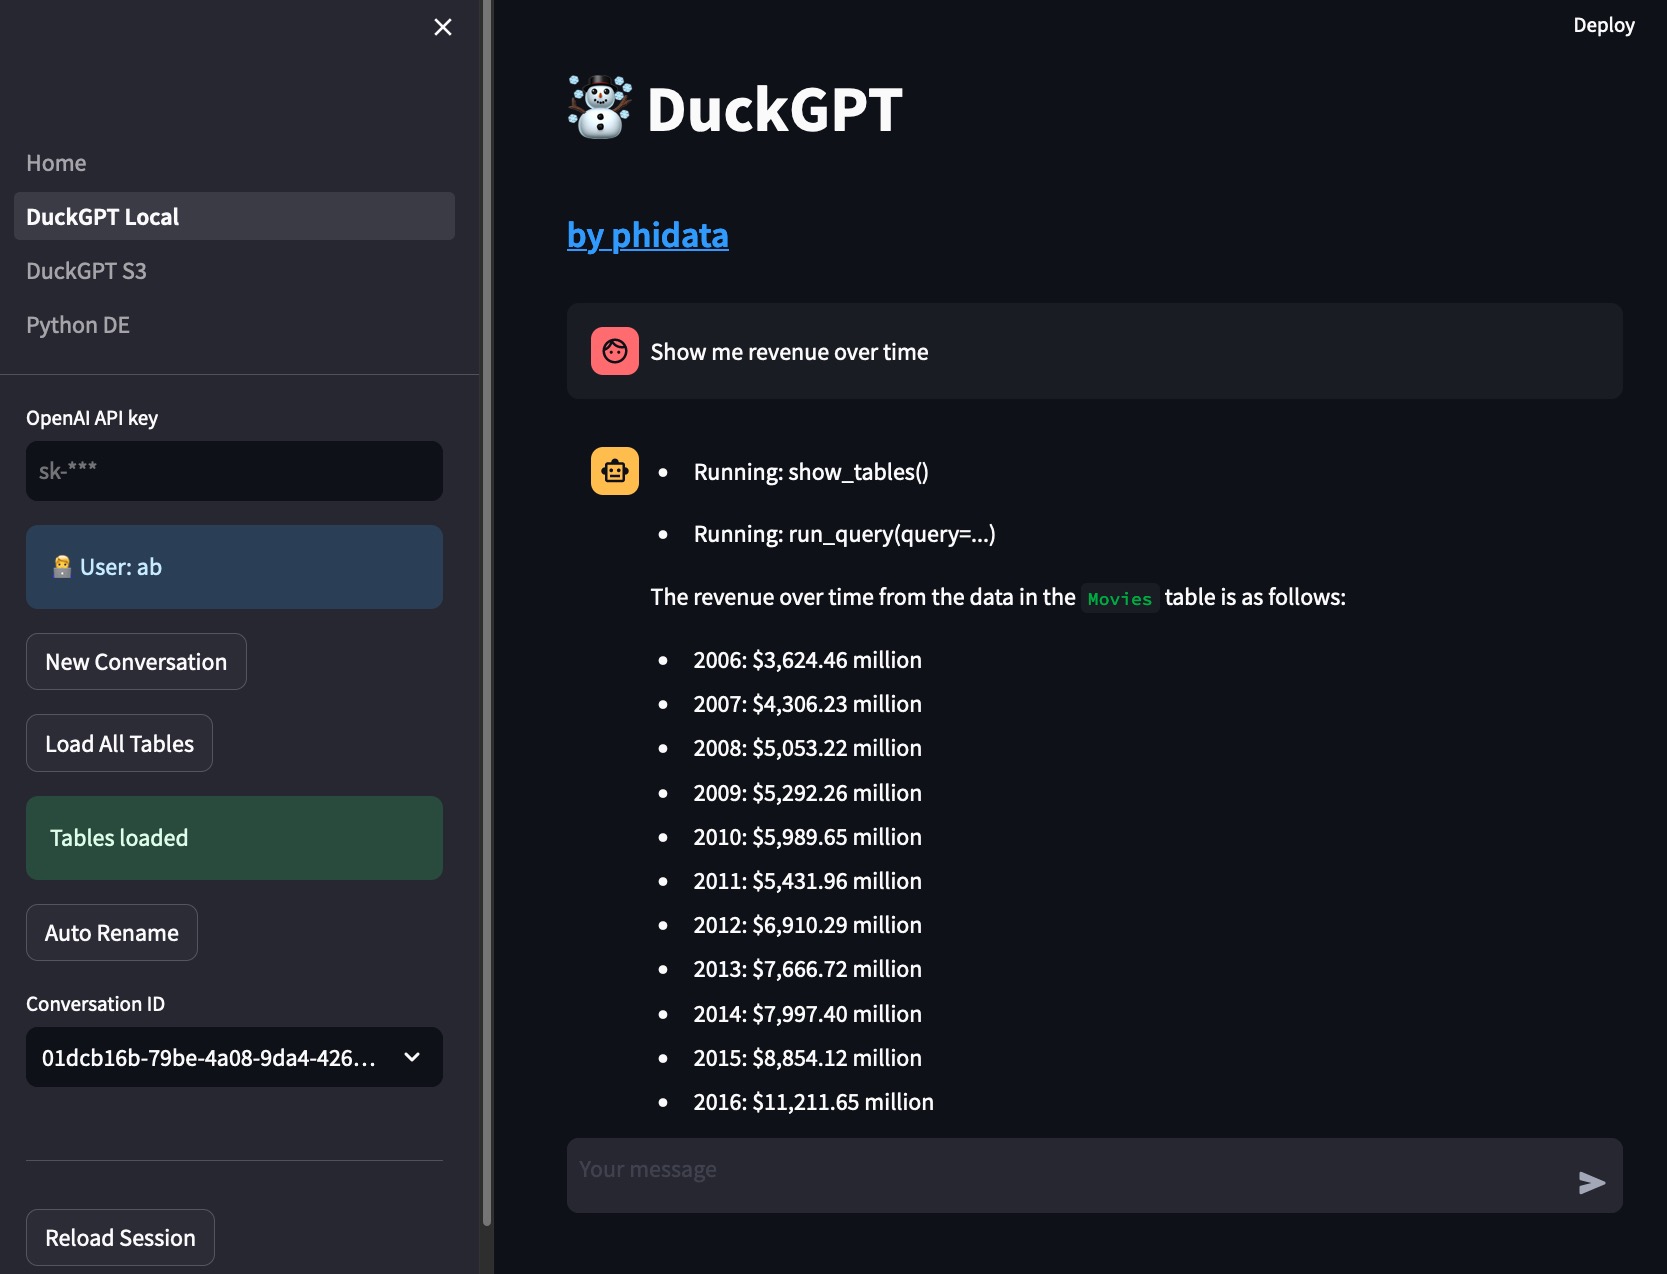 Home
DuckGPT Local
DuckGPT S3
Python DE
OpenAI API key
sk-***
User: ab
New Conversation
Load All Tables
Tables loaded
Auto Rename
Conversation ID
01dcb16b-79be-4a08-9da4-426...
Reload Session
Deploy
DuckGPT
by phidata
Show me revenue over time
• Running: show_tables()
• Running: run_query(query=...)
The revenue over time from the data in the Movies table is as follows:
• 2006: $3,624.46 million
• 2007: $4,306.23 million
• 2008: $5,053.22 million
• 2009: $5,292.26 million
• 2010: $5,989.65 million
• 2011: $5,431.96 million
• 2012: $6,910.29 million
• 2013: $7,666.72 million
• 2014: $7,997.40 million
• 2015: $8,854.12 million
• 2016: $11,211.65 million
Your message